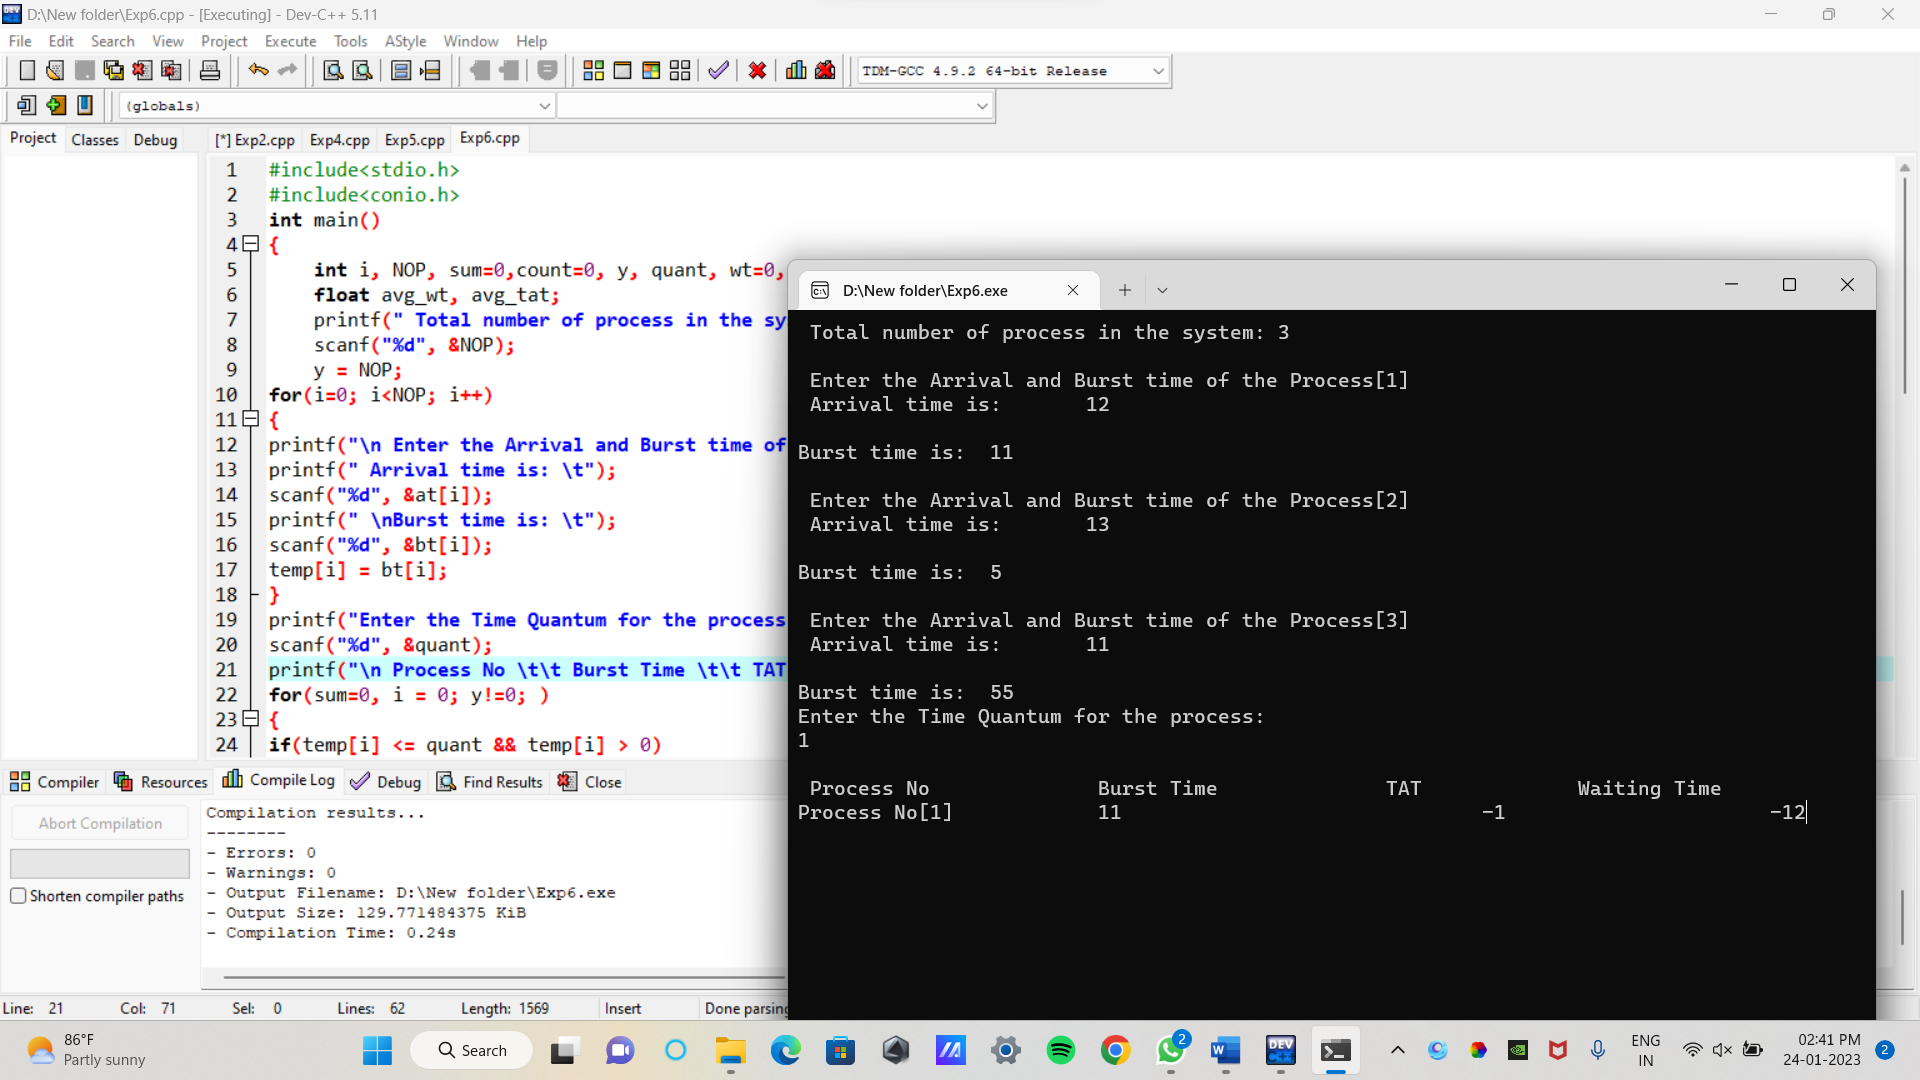 D:\New folder\Exp6.cpp - [Executing] - Dev-C++ 5.11
File Edit Search View Project Execute Tools AStyle Window Help
TDM-GCC 4.9.2 64-bit Release
(globals)
Project Classes Debug
[*] Exp2.cpp Exp4.cpp Exp5.cpp Exp6.cpp
1 #include<stdio.h>
2 #include<conio.h>
3 int main()
4 {
5 int i, NOP, sum=0,count=0, y, quant, wt=0,
6 float avg_wt, avg_tat;
7 printf(" Total number of process in the sy
8 scanf("%d", &NOP);
9 y = NOP;
10 for(i=0; i<NOP; i++)
11 {
12 printf("\n Enter the Arrival and Burst time of
13 printf(" Arrival time is: \t");
14 scanf("%d", &at[i]);
15 printf(" \nBurst time is: \t");
16 scanf("%d", &bt[i]);
17 temp[i] = bt[i];
18 }
19 printf("Enter the Time Quantum for the process
20 scanf("%d", &quant);
21 printf("\n Process No \t\t Burst Time \t\t TAT
22 for(sum=0, i = 0; y!=0; )
23 {
24 if(temp[i] <= quant && temp[i] > 0)
D:\New folder\Exp6.exe
Total number of process in the system: 3
Enter the Arrival and Burst time of the Process[1]
Arrival time is: 12
Burst time is: 11
Enter the Arrival and Burst time of the Process[2]
Arrival time is: 13
Burst time is: 5
Enter the Arrival and Burst time of the Process[3]
Arrival time is: 11
Burst time is: 55
Enter the Time Quantum for the process:
1
Process No Burst Time TAT Waiting Time
Process No[1] 11 -1 -12
Compiler Resources Compile Log Debug Find Results Close
Abort Compilation
Shorten compiler paths
Compilation results...
--------
- Errors: 0
- Warnings: 0
- Output Filename: D:\New folder\Exp6.exe
- Output Size: 129.771484375 KiB
- Compilation Time: 0.24s
Line: 21 Col: 71 Sel: 0 Lines: 62 Length: 1569 Insert Done parsing
86°F
Partly sunny
Search
2
DEV
ENG
IN
02:41 PM
24-01-2023
2